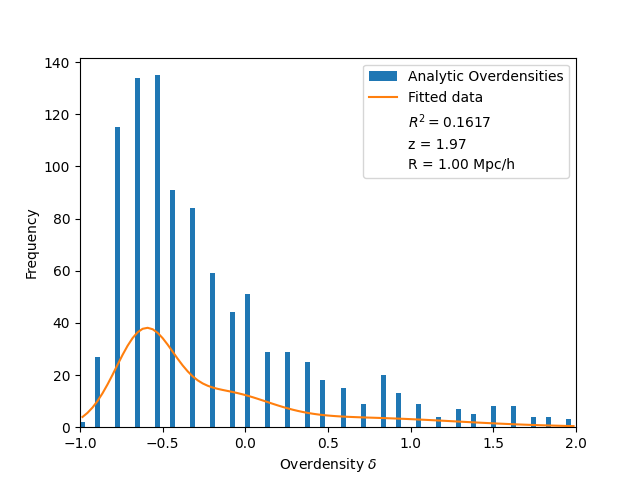 140
120
100
80
60
40
20
0
Frequency
Analytic Overdensities
Fitted data
R² = 0.1617
z = 1.97
R = 1.00 Mpc/h
−1.0 −0.5 0.0 0.5 1.0 1.5 2.0
Overdensity δ